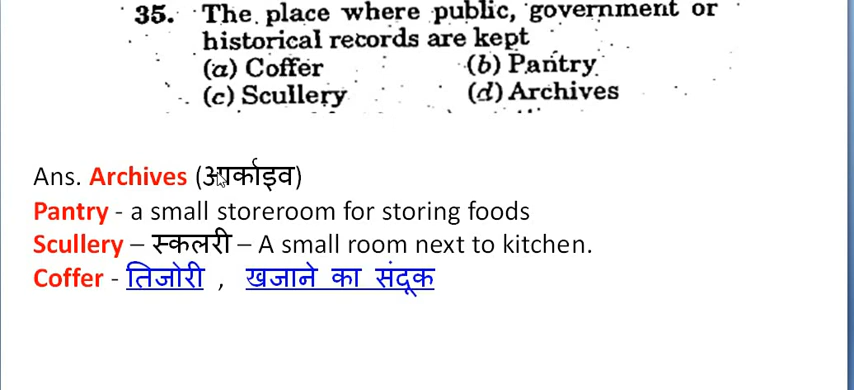 35. The place where public, government or
historical records are kept
(a) Coffer (b) Pantry
(c) Scullery (d) Archives
Ans. Archives (आर्काइव)
Pantry - a small storeroom for storing foods
Scullery – स्कलरी – A small room next to kitchen.
Coffer - तिजोरी , खजाने का संदूक